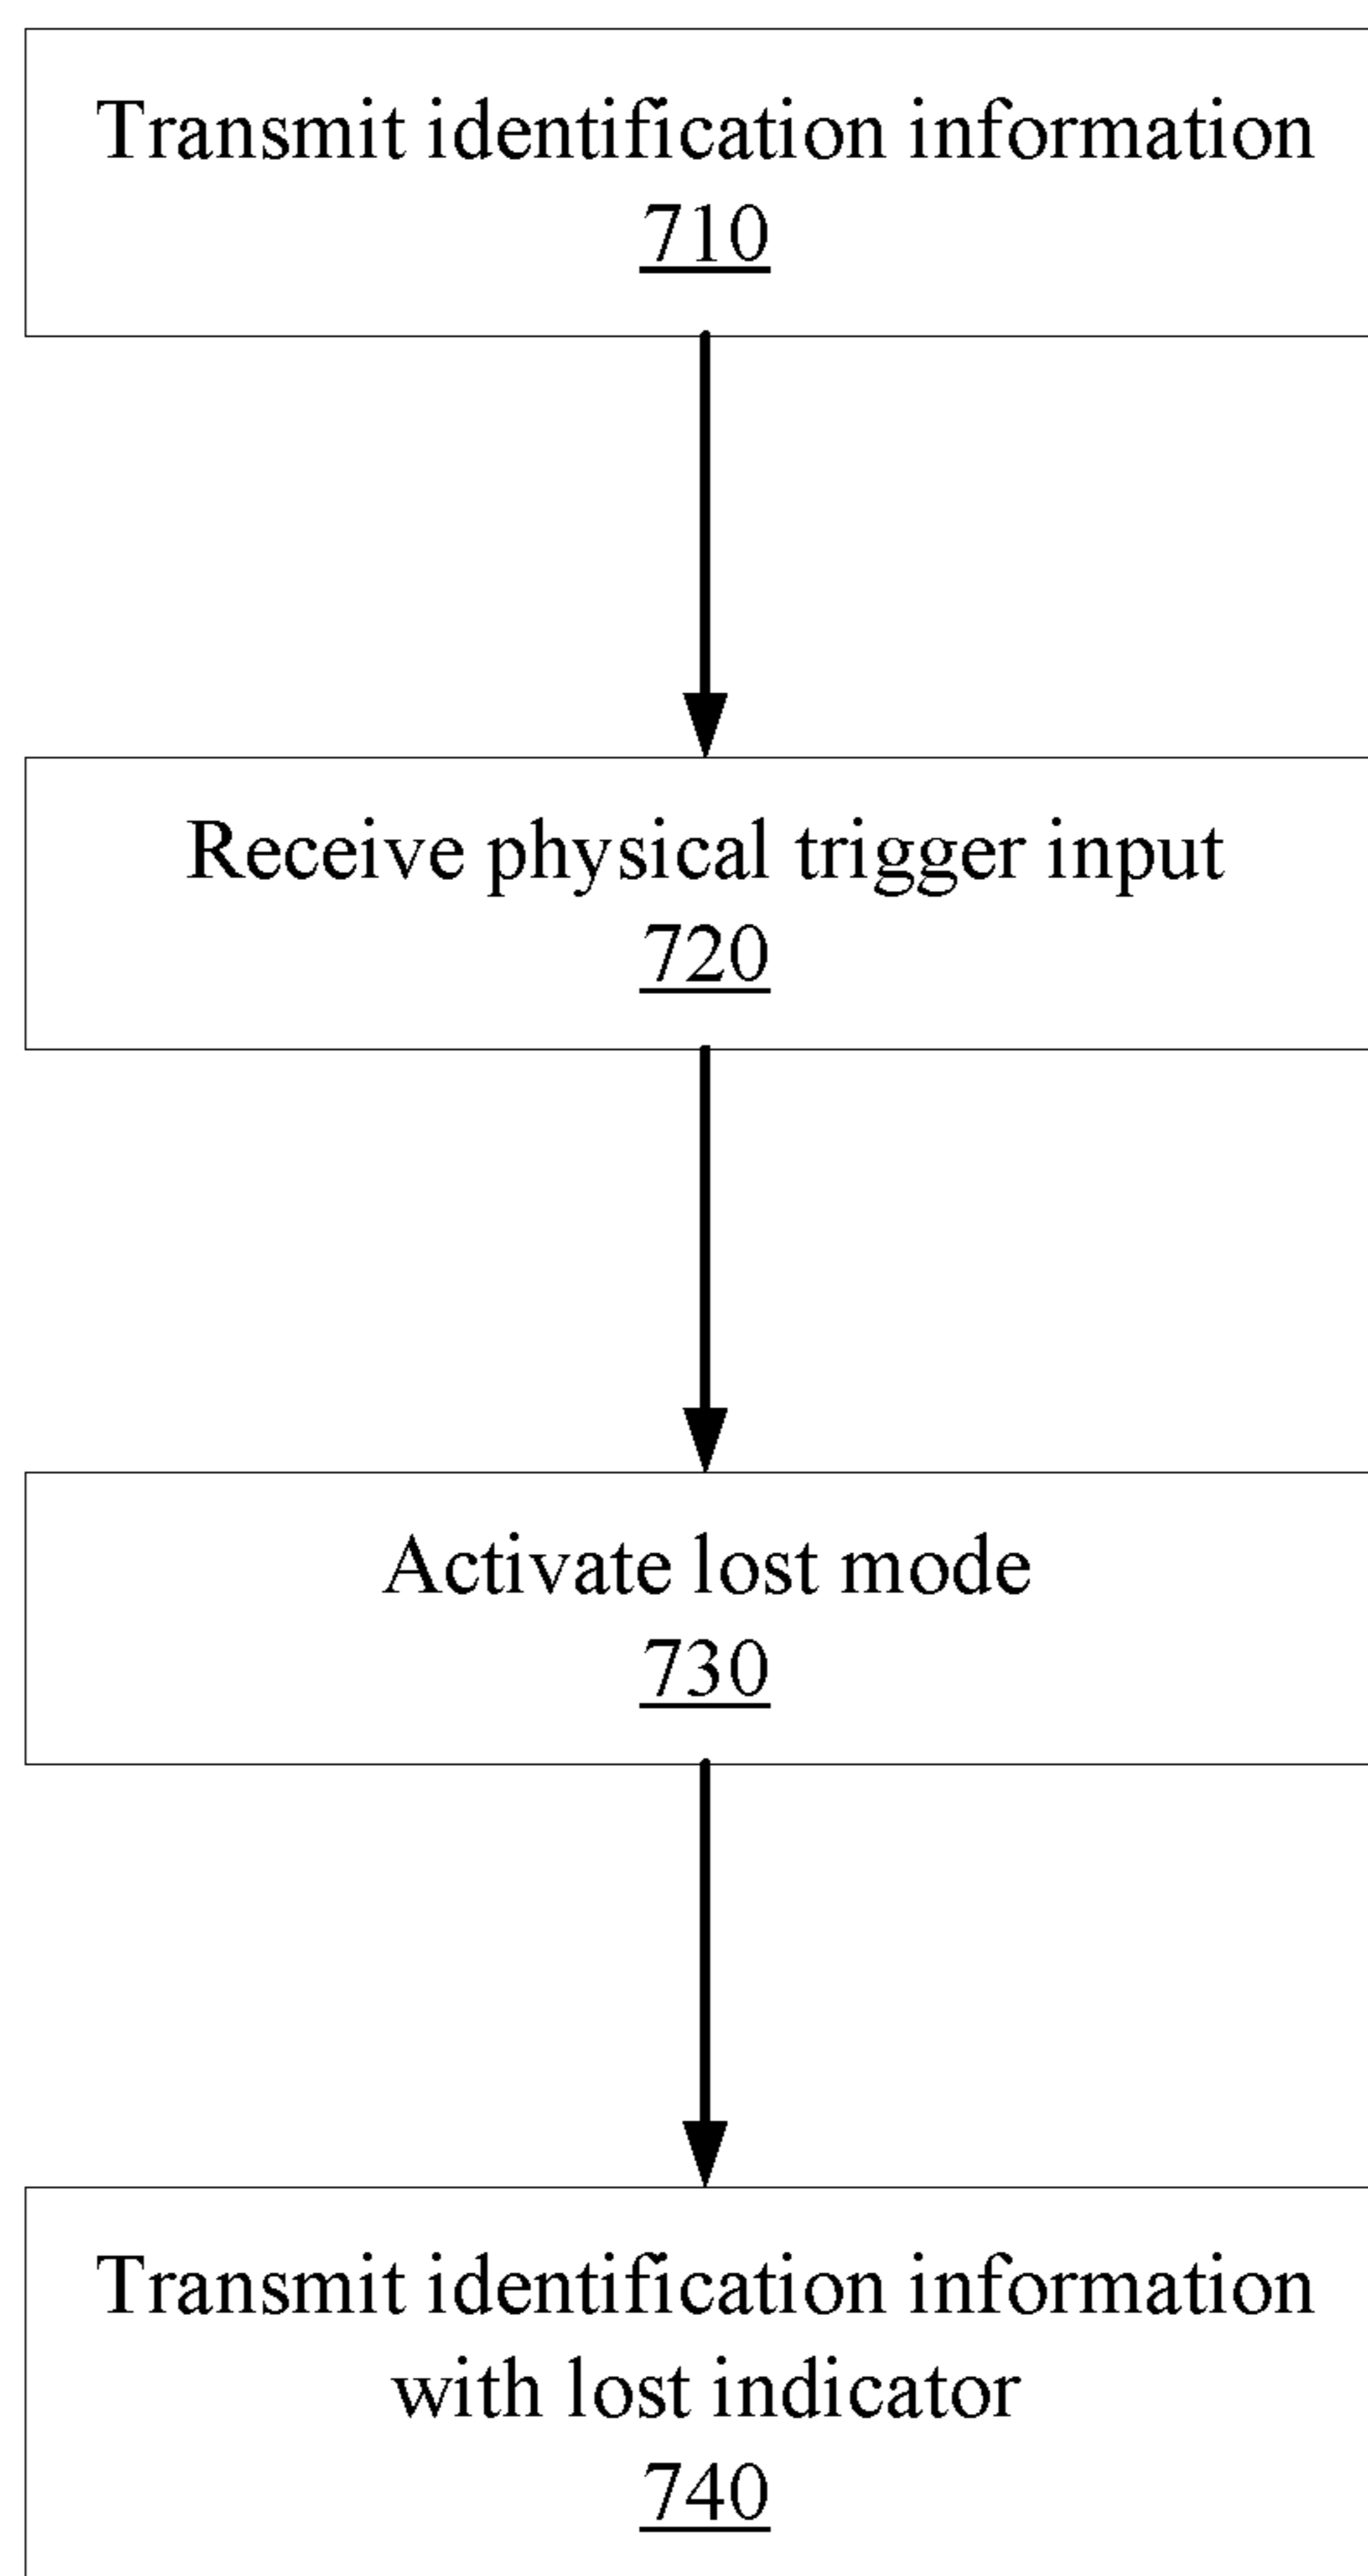 Transmit identification information
710
Receive physical trigger input
720
Activate lost mode
730
Transmit identification information
with lost indicator
740